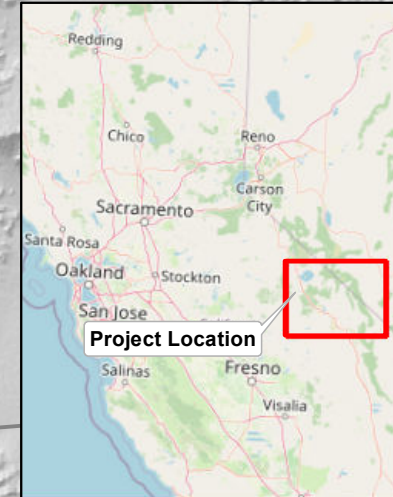 Redding
Chico
Reno
Carson
City
Sacramento
Santa Rosa
Oakland
Stockton
San Jose
Project Location
Salinas
Fresno
Visalia